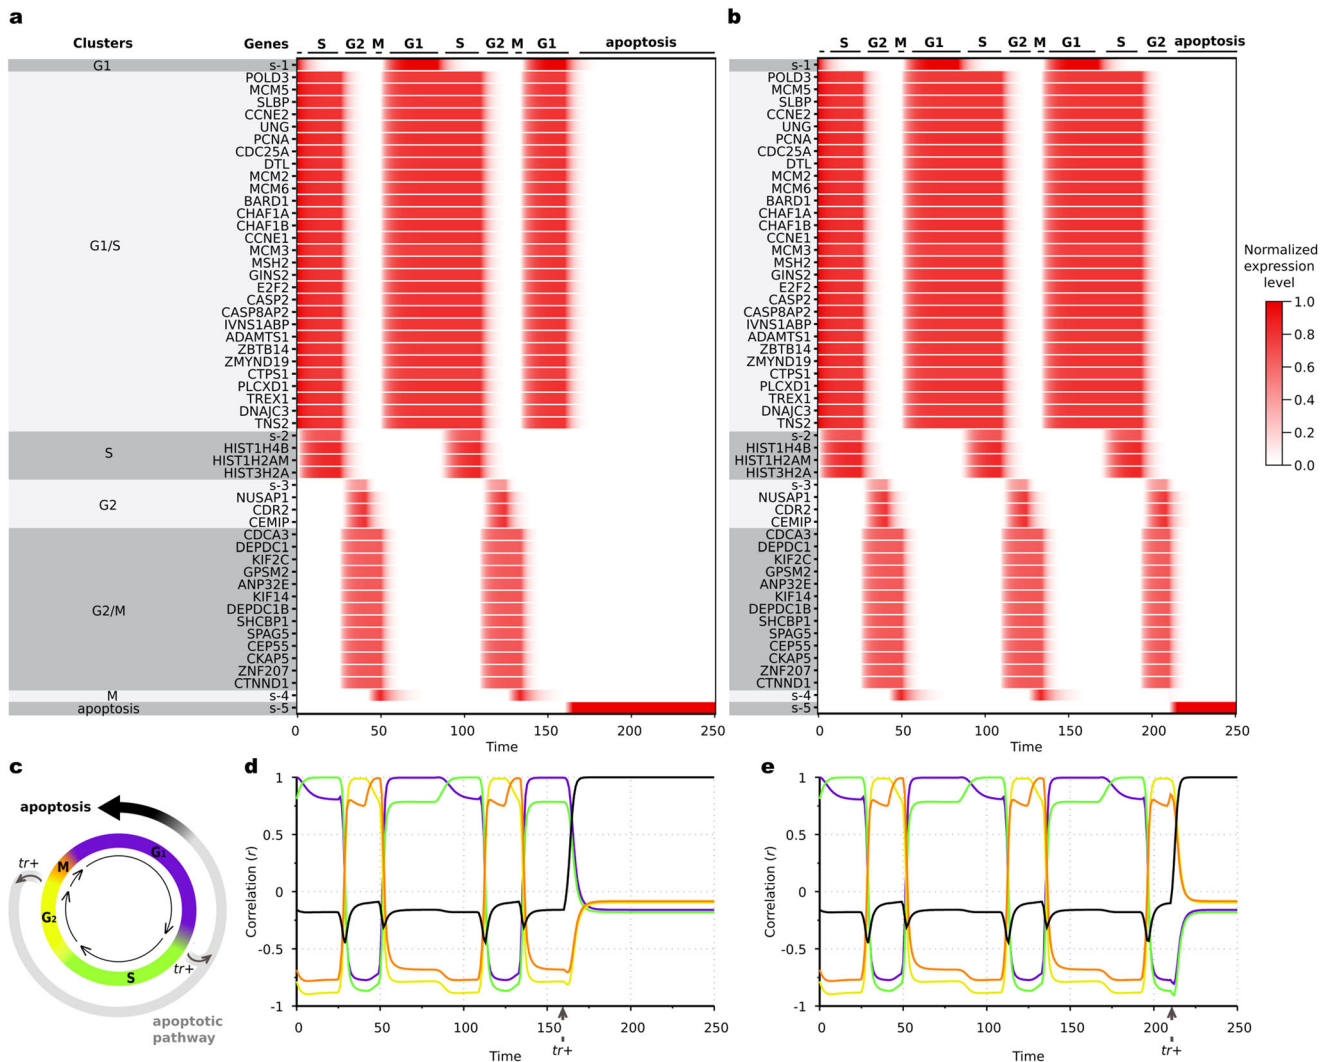 a
b
Clusters
Genes
S G2 M G1 S G2 M G1 apoptosis
S G2 M G1 S G2 M G1 S G2 apoptosis
G1
s-1
POLD3
MCM5
SLBP
CCNE2
UNG
PCNA
CDC25A
DTL
MCM2
MCM6
BARD1
CHAF1A
CHAF1B
CCNE1
MCM3
MSH2
GINS2
E2F2
CASP2
CASP8AP2
IVNS1ABP
ADAMTS1
ZBTB14
ZMYND19
CTPS1
PLCXD1
TREX1
DNAJC3
TNS2
G1/S
s-2
HIST1H4B
HIST1H2AM
HIST3H2A
S
s-3
NUSAP1
CDR2
CEMIP
G2
CDCA3
DEPDC1
KIF2C
GPSM2
ANP32E
KIF14
DEPDC1B
SHCBP1
SPAG5
CEP55
CKAP5
ZNF207
CTNND1
G2/M
M
s-4
apoptosis
s-5
0 50 100 150 200 250
Time
s-1
POLD3
MCM5
SLBP
CCNE2
UNG
PCNA
CDC25A
DTL
MCM2
MCM6
BARD1
CHAF1A
CHAF1B
CCNE1
MCM3
MSH2
GINS2
E2F2
CASP2
CASP8AP2
IVNS1ABP
ADAMTS1
ZBTB14
ZMYND19
CTPS1
PLCXD1
TREX1
DNAJC3
TNS2
s-2
HIST1H4B
HIST1H2AM
HIST3H2A
s-3
NUSAP1
CDR2
CEMIP
CDCA3
DEPDC1
KIF2C
GPSM2
ANP32E
KIF14
DEPDC1B
SHCBP1
SPAG5
CEP55
CKAP5
ZNF207
CTNND1
s-4
s-5
0 50 100 150 200 250
Time
Normalized
expression
level
1.0
0.8
0.6
0.4
0.2
0.0
c
apoptosis
tr+
M
G1
G2
S
tr+
apoptotic
pathway
d
Correlation (r)
1
0.5
0
-0.5
-1
0 50 100 150 200 250
Time
tr+
e
Correlation (r)
1
0.5
0
-0.5
-1
0 50 100 150 200 250
Time
tr+